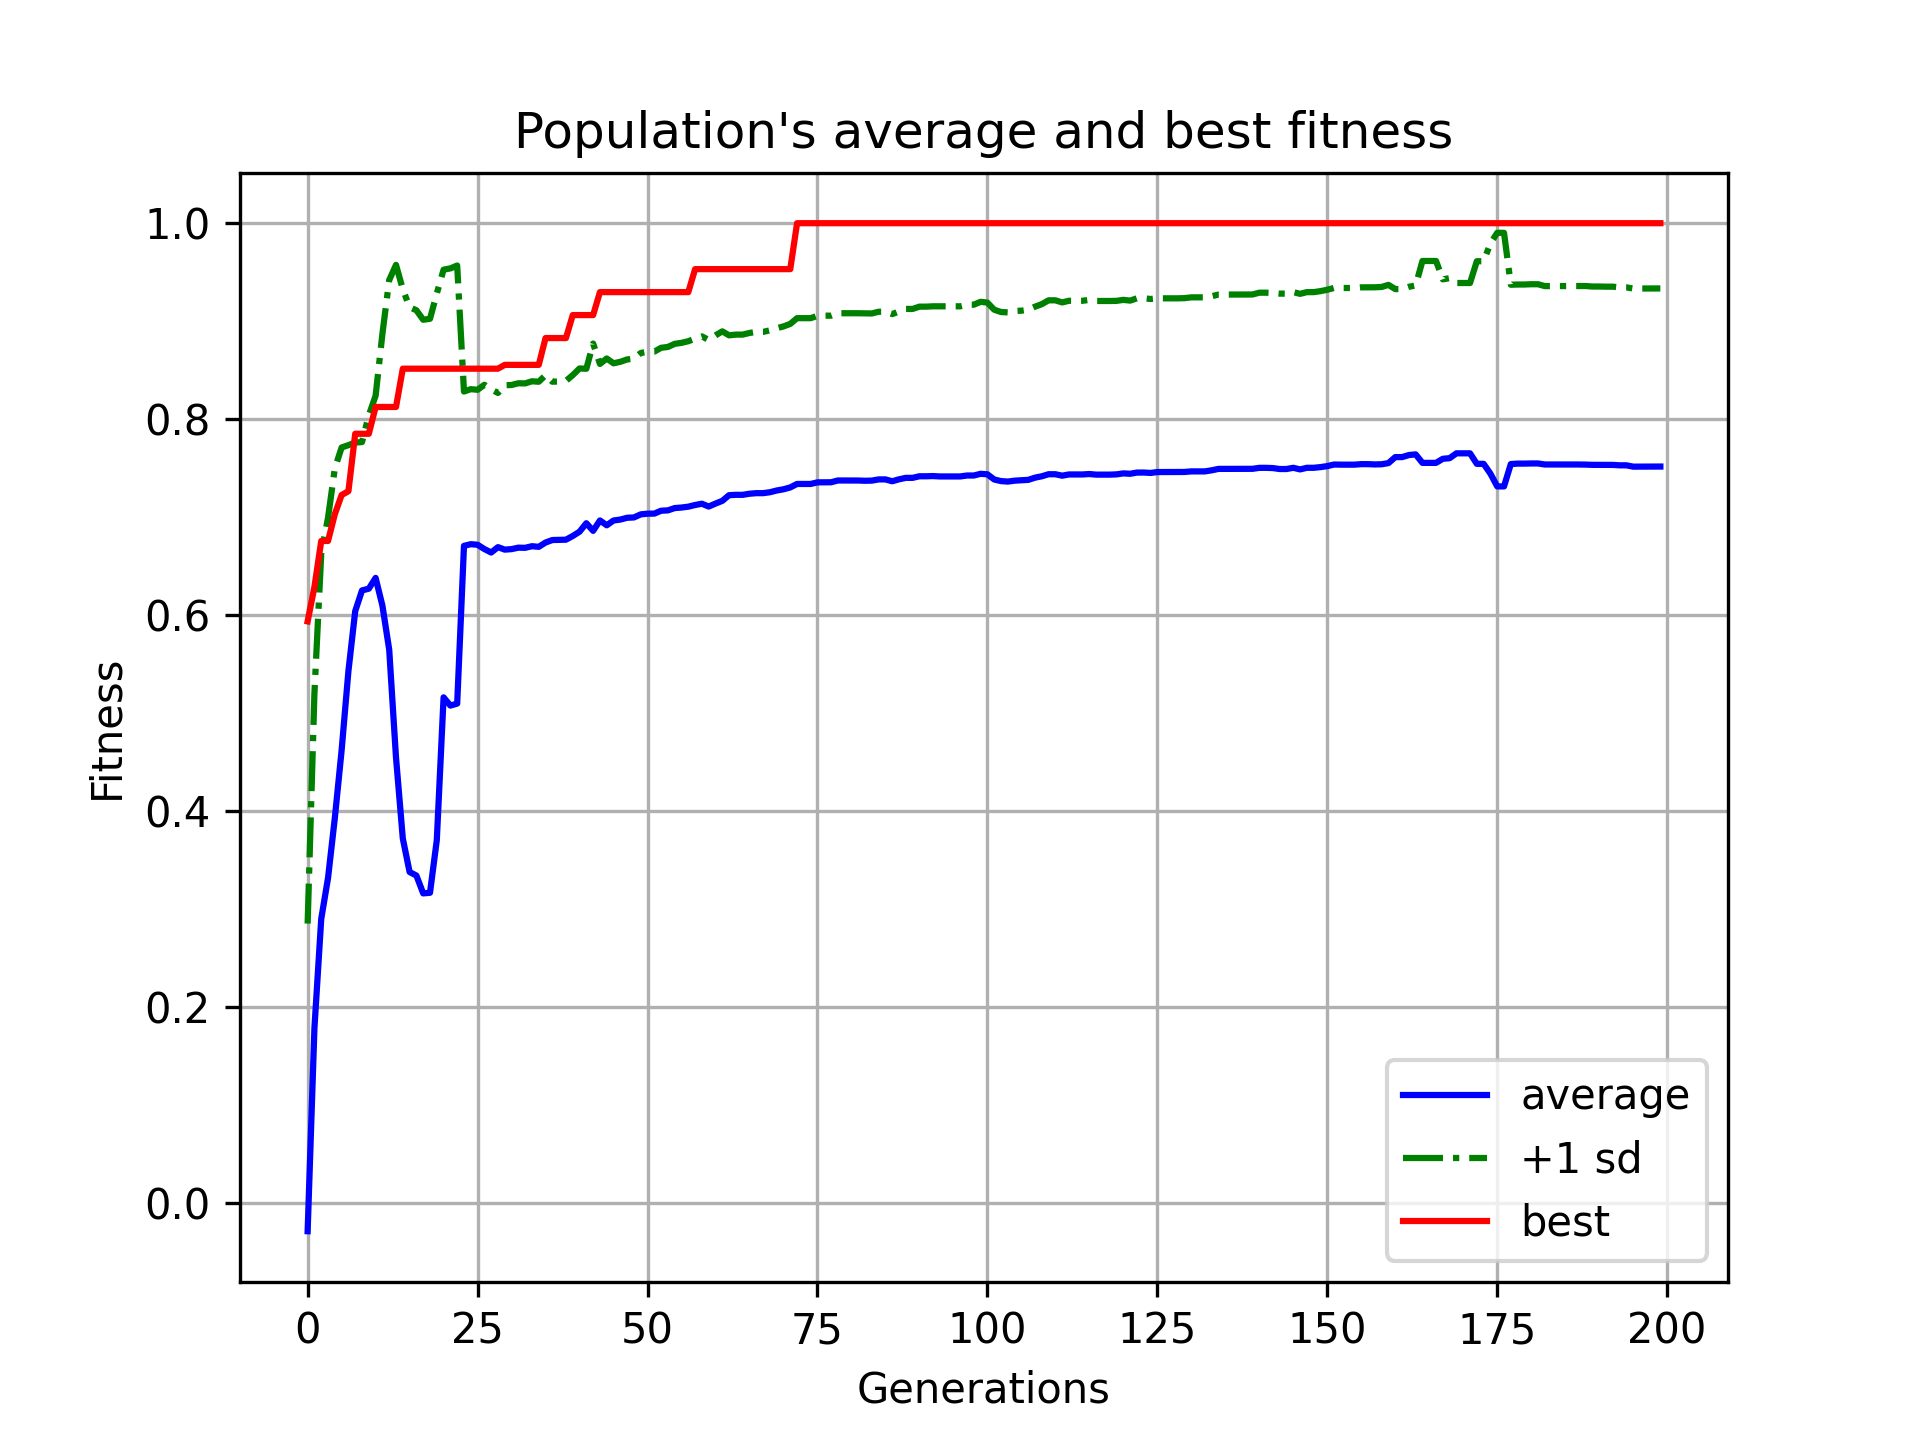 Population's average and best fitness
Fitness
1.0
0.8
0.6
0.4
0.2
0.0
0 25 50 75 100 125 150 175 200
Generations
average
+1 sd
best